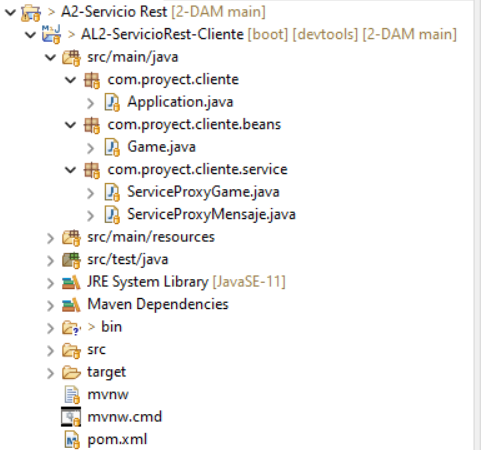 > A2-Servicio Rest [2-DAM main]
> AL2-ServicioRest-Cliente [boot] [devtools] [2-DAM main]
src/main/java
com.proyect.cliente
Application.java
com.proyect.cliente.beans
Game.java
com.proyect.cliente.service
ServiceProxyGame.java
ServiceProxyMensaje.java
src/main/resources
src/test/java
JRE System Library [JavaSE-11]
Maven Dependencies
> bin
src
target
mvnw
mvnw.cmd
pom.xml